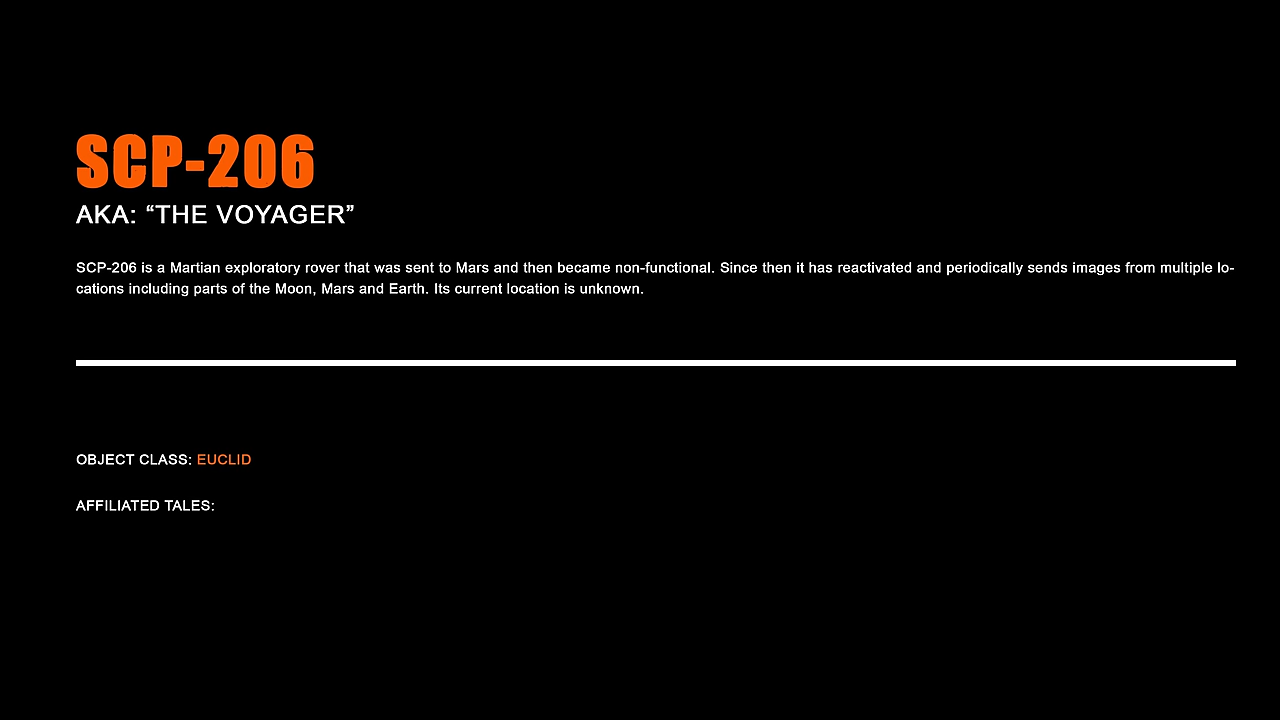 SCP-206
AKA: “THE VOYAGER”
SCP-206 is a Martian exploratory rover that was sent to Mars and then became non-functional. Since then it has reactivated and periodically sends images from multiple lo-
cations including parts of the Moon, Mars and Earth. Its current location is unknown.
OBJECT CLASS: EUCLID
AFFILIATED TALES: